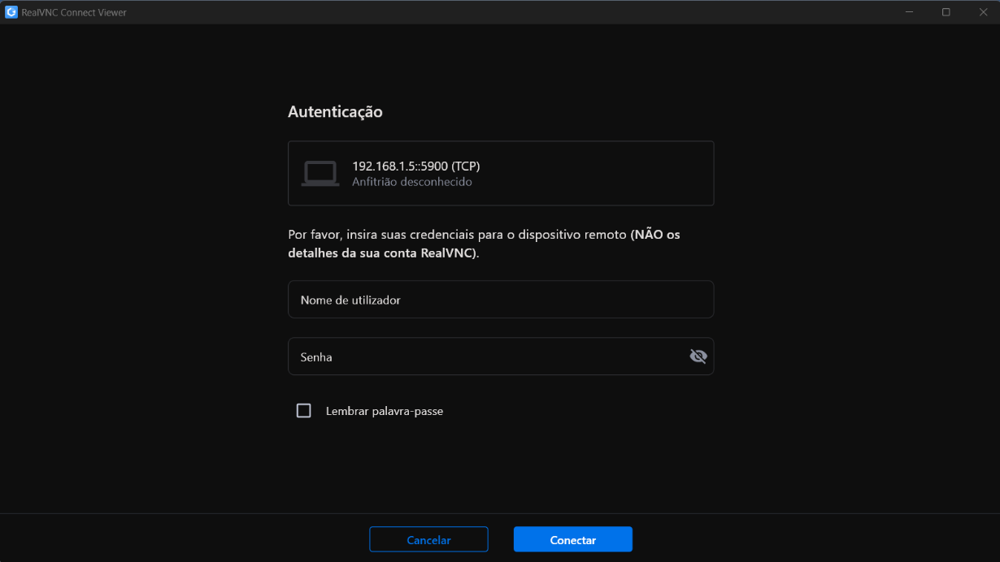 RealVNC Connect Viewer
Autenticação
192.168.1.5::5900 (TCP)
Anfitrião desconhecido
Por favor, insira suas credenciais para o dispositivo remoto (NÃO os
detalhes da sua conta RealVNC).
Nome de utilizador
Senha
Lembrar palavra-passe
Cancelar
Conectar